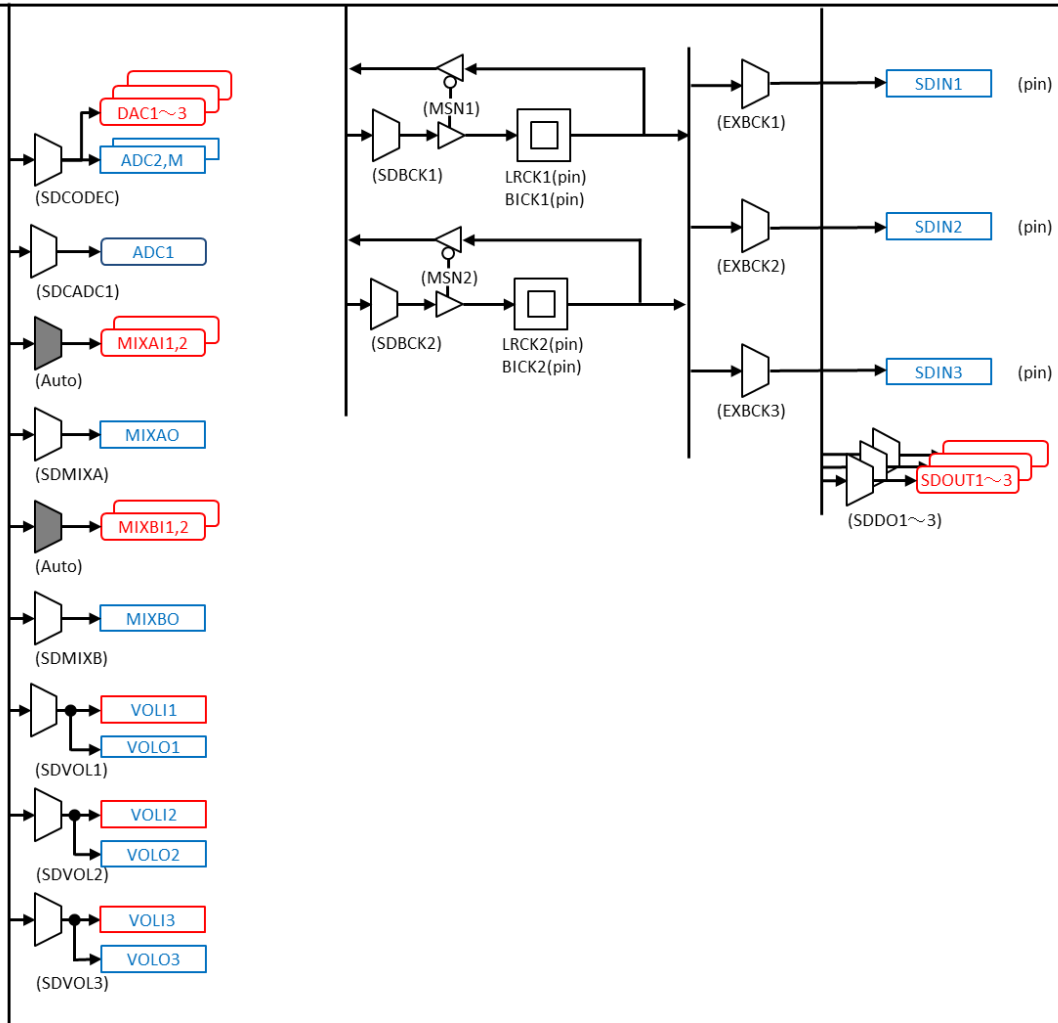 DAC1～3
ADC2,M
(SDCODEC)
ADC1
(SDCADC1)
MIXAI1,2
(Auto)
MIXAO
(SDMIXA)
MIXBI1,2
(Auto)
MIXBO
(SDMIXB)
VOLI1
VOLO1
(SDVOL1)
VOLI2
VOLO2
(SDVOL2)
VOLI3
VOLO3
(SDVOL3)
(MSN1)
(SDBCK1)
LRCK1(pin)
BICK1(pin)
(MSN2)
(SDBCK2)
LRCK2(pin)
BICK2(pin)
(EXBCK1)
SDIN1 (pin)
(EXBCK2)
SDIN2 (pin)
(EXBCK3)
SDIN3 (pin)
SDOUT1～3
(SDDO1～3)